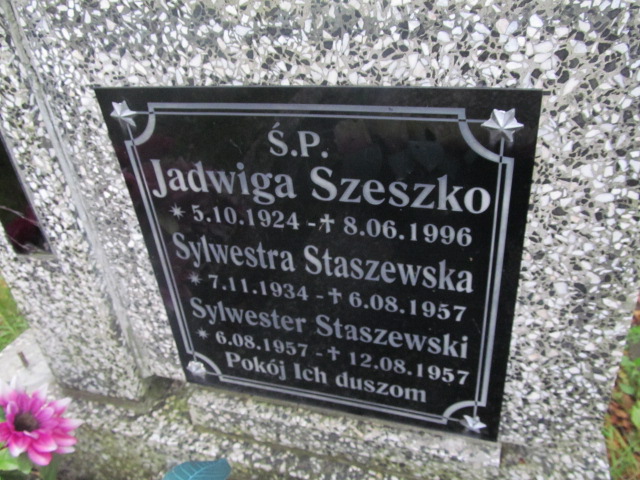 Ś.P.
Jadwiga Szeszko
* 5.10.1924 - † 8.06.1996
Sylwestra Staszewska
* 7.11.1934 - † 6.08.1957
Sylwester Staszewski
* 6.08.1957 - † 12.08.1957
Pokój Ich duszom